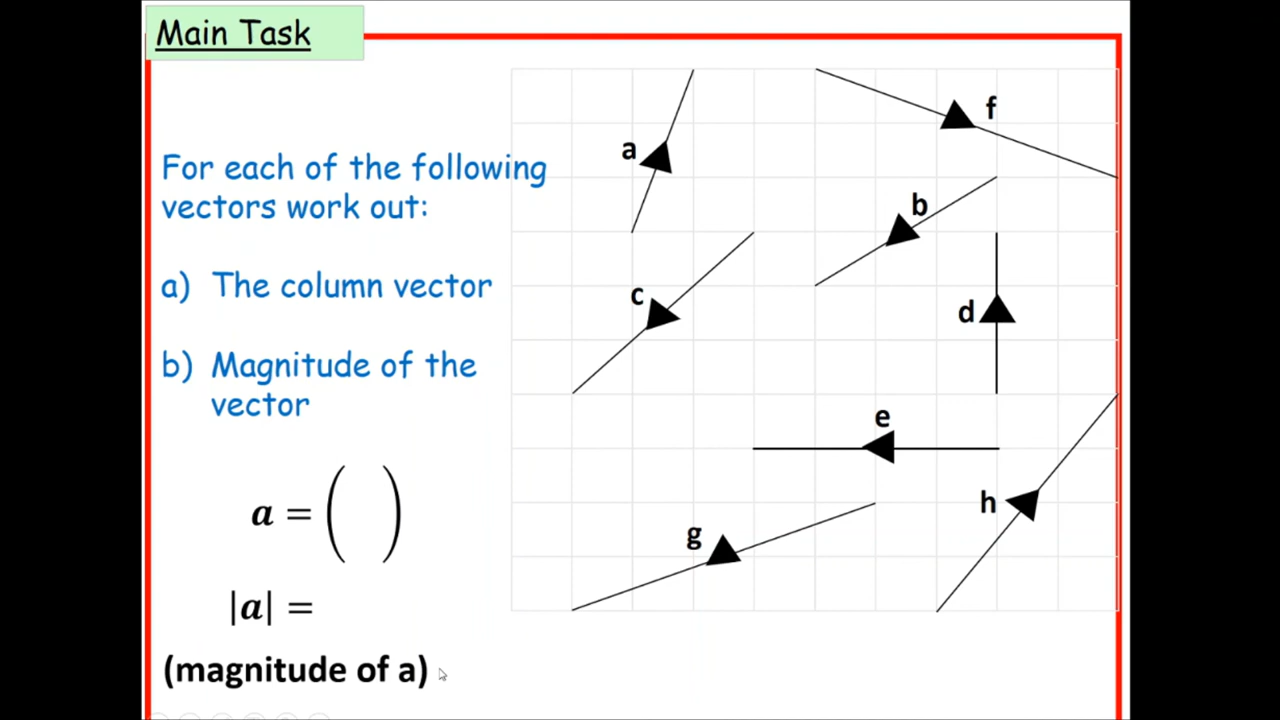 Main Task
For each of the following
vectors work out:
a) The column vector
b) Magnitude of the
vector
a = ( )
|a| =
(magnitude of a)
a
f
b
c
d
e
h
g